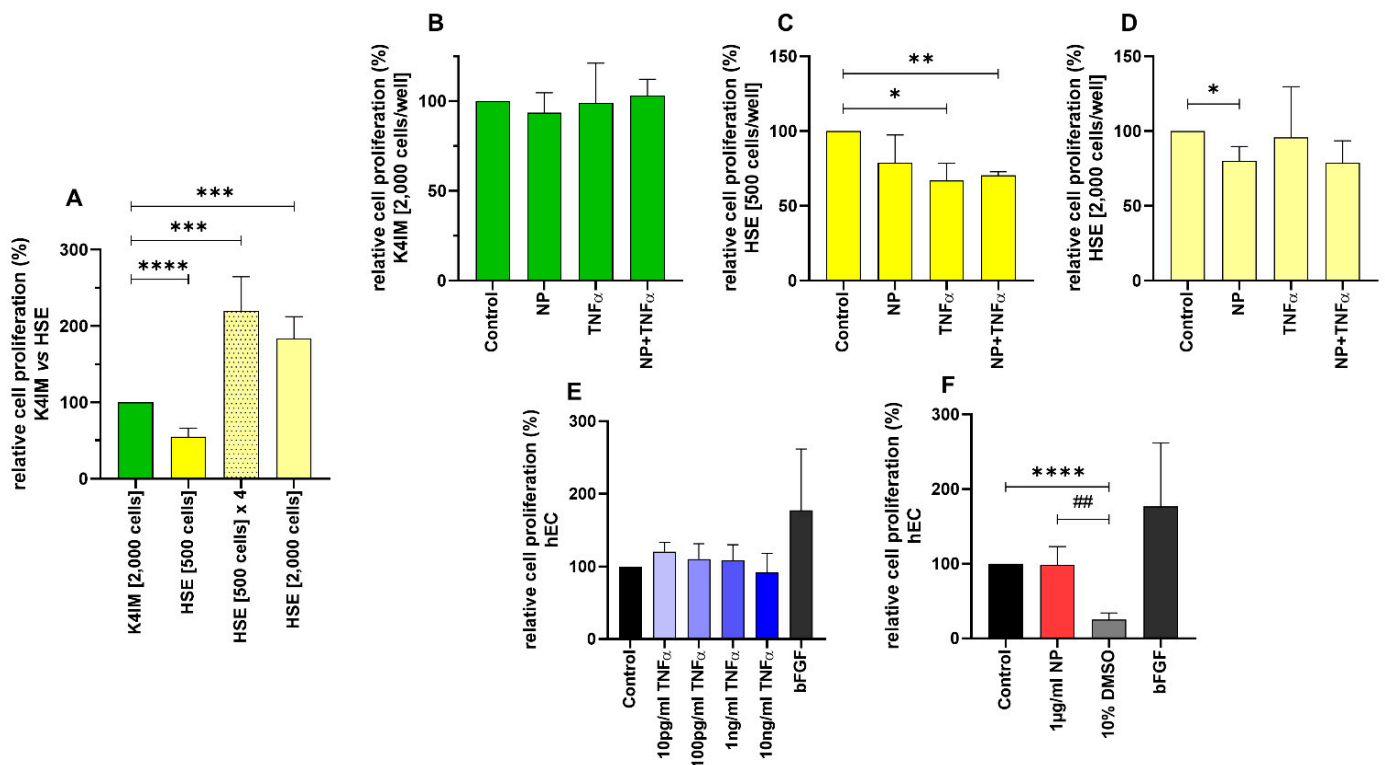 A
relative cell proliferation (%)
K4IM vs HSE
300
200
100
0
****
***
***
K4IM [2,000 cells]
HSE [500 cells]
HSE [500 cells] x 4
HSE [2,000 cells]
B
relative cell proliferation (%)
K4IM [2,000 cells/well]
100
50
0
Control
NP
TNFα
NP+TNFα
C
relative cell proliferation (%)
HSE [500 cells/well]
150
100
50
0
**
*
Control
NP
TNFα
NP+TNFα
D
relative cell proliferation (%)
HSE [2,000 cells/well]
150
100
50
0
*
Control
NP
TNFα
NP+TNFα
E
relative cell proliferation (%)
hEC
300
200
100
0
Control
10pg/ml TNFα
100pg/ml TNFα
1ng/ml TNFα
10ng/ml TNFα
bFGF
F
relative cell proliferation (%)
hEC
300
200
100
0
****
##
Control
1µg/ml NP
10% DMSO
bFGF